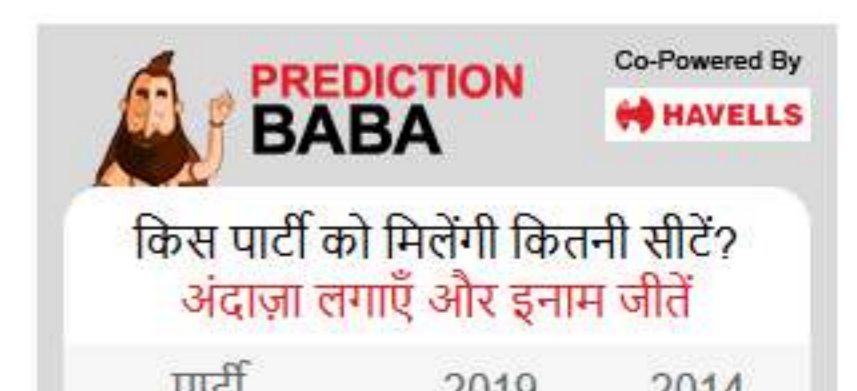 PREDICTION
BABA
Co-Powered By
HAVELLS
किस पार्टी को मिलेंगी कितनी सीटें?
अंदाज़ा लगाएँ और इनाम जीतें
पार्टी 2019 2014